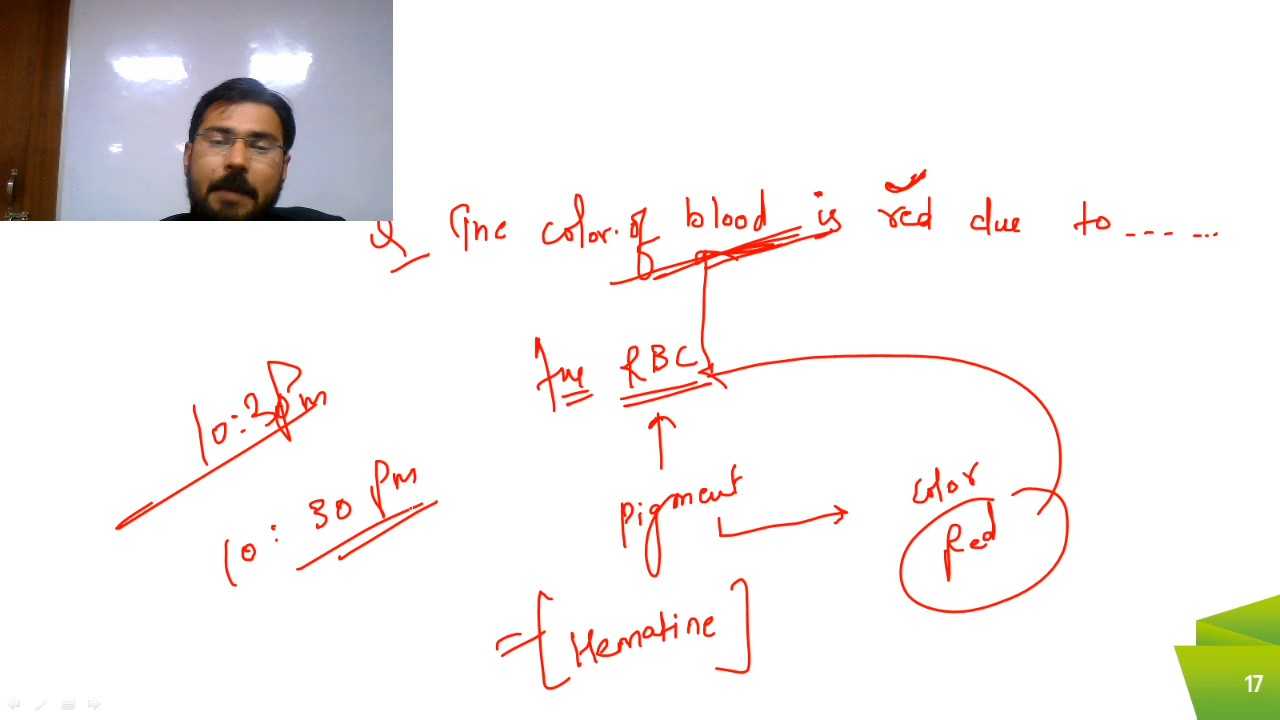 Q The color. of blood is red due to ---- ...
Ans RBC
10:30 Pm
10: 30 Pm
Pigment
color
Red
= [Hematine]
17